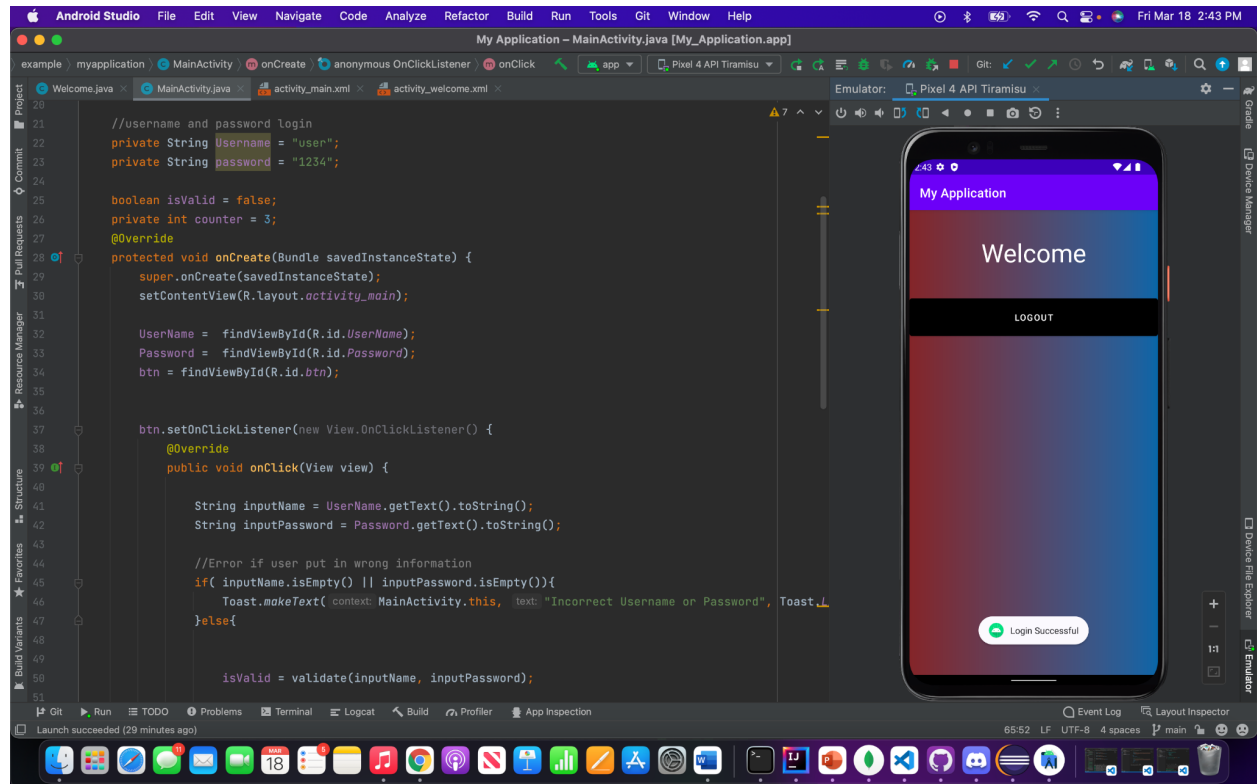 Android Studio File Edit View Navigate Code Analyze Refactor Build Run Tools Git Window Help Fri Mar 18 2:43 PM
My Application – MainActivity.java [My_Application.app]
example myapplication MainActivity onCreate anonymous OnClickListener onClick app Pixel 4 API Tiramisu Git:
Welcome.java MainActivity.java activity_main.xml activity_welcome.xml Emulator: Pixel 4 API Tiramisu
Project
Commit
Pull Requests
Resource Manager
Structure
Favorites
Build Variants
7
20
21 //username and password login
22 private String Username = "user";
23 private String password = "1234";
24
25 boolean isValid = false;
26 private int counter = 3;
27 @Override
28 protected void onCreate(Bundle savedInstanceState) {
29 super.onCreate(savedInstanceState);
30 setContentView(R.layout.activity_main);
31
32 UserName =  findViewById(R.id.UserName);
33 Password =  findViewById(R.id.Password);
34 btn = findViewById(R.id.btn);
35
36
37 btn.setOnClickListener(new View.OnClickListener() {
38 @Override
39 public void onClick(View view) {
40
41 String inputName = UserName.getText().toString();
42 String inputPassword = Password.getText().toString();
43
44 //Error if user put in wrong information
45 if( inputName.isEmpty() || inputPassword.isEmpty()){
46 Toast.makeText( context: MainActivity.this, text: "Incorrect Username or Password", Toast.
47 }else{
48
49
50 isValid = validate(inputName, inputPassword);
51
2:43
My Application
Welcome
LOGOUT
Login Successful
1:1
Gradle
Device Manager
Device File Explorer
Emulator
Git Run TODO Problems Terminal Logcat Build Profiler App Inspection Event Log Layout Inspector
Launch succeeded (29 minutes ago) 65:52 LF UTF-8 4 spaces main
11
MAR
18
5